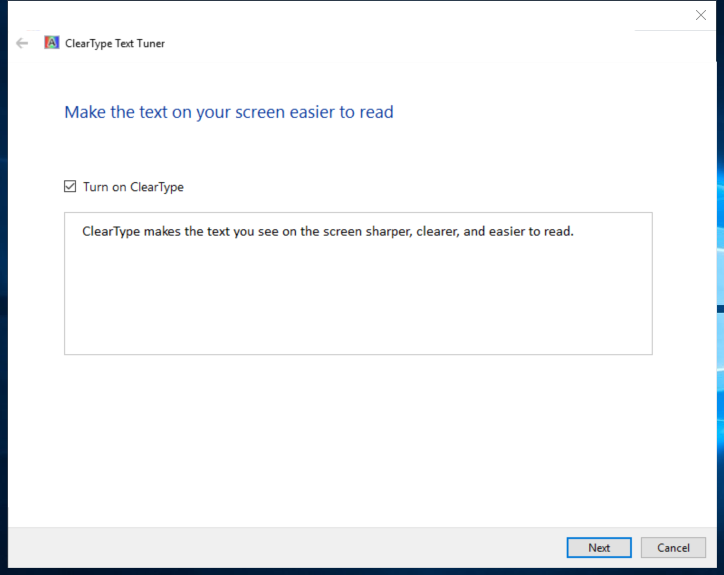 ClearType Text Tuner
Make the text on your screen easier to read
Turn on ClearType
ClearType makes the text you see on the screen sharper, clearer, and easier to read.
Next
Cancel